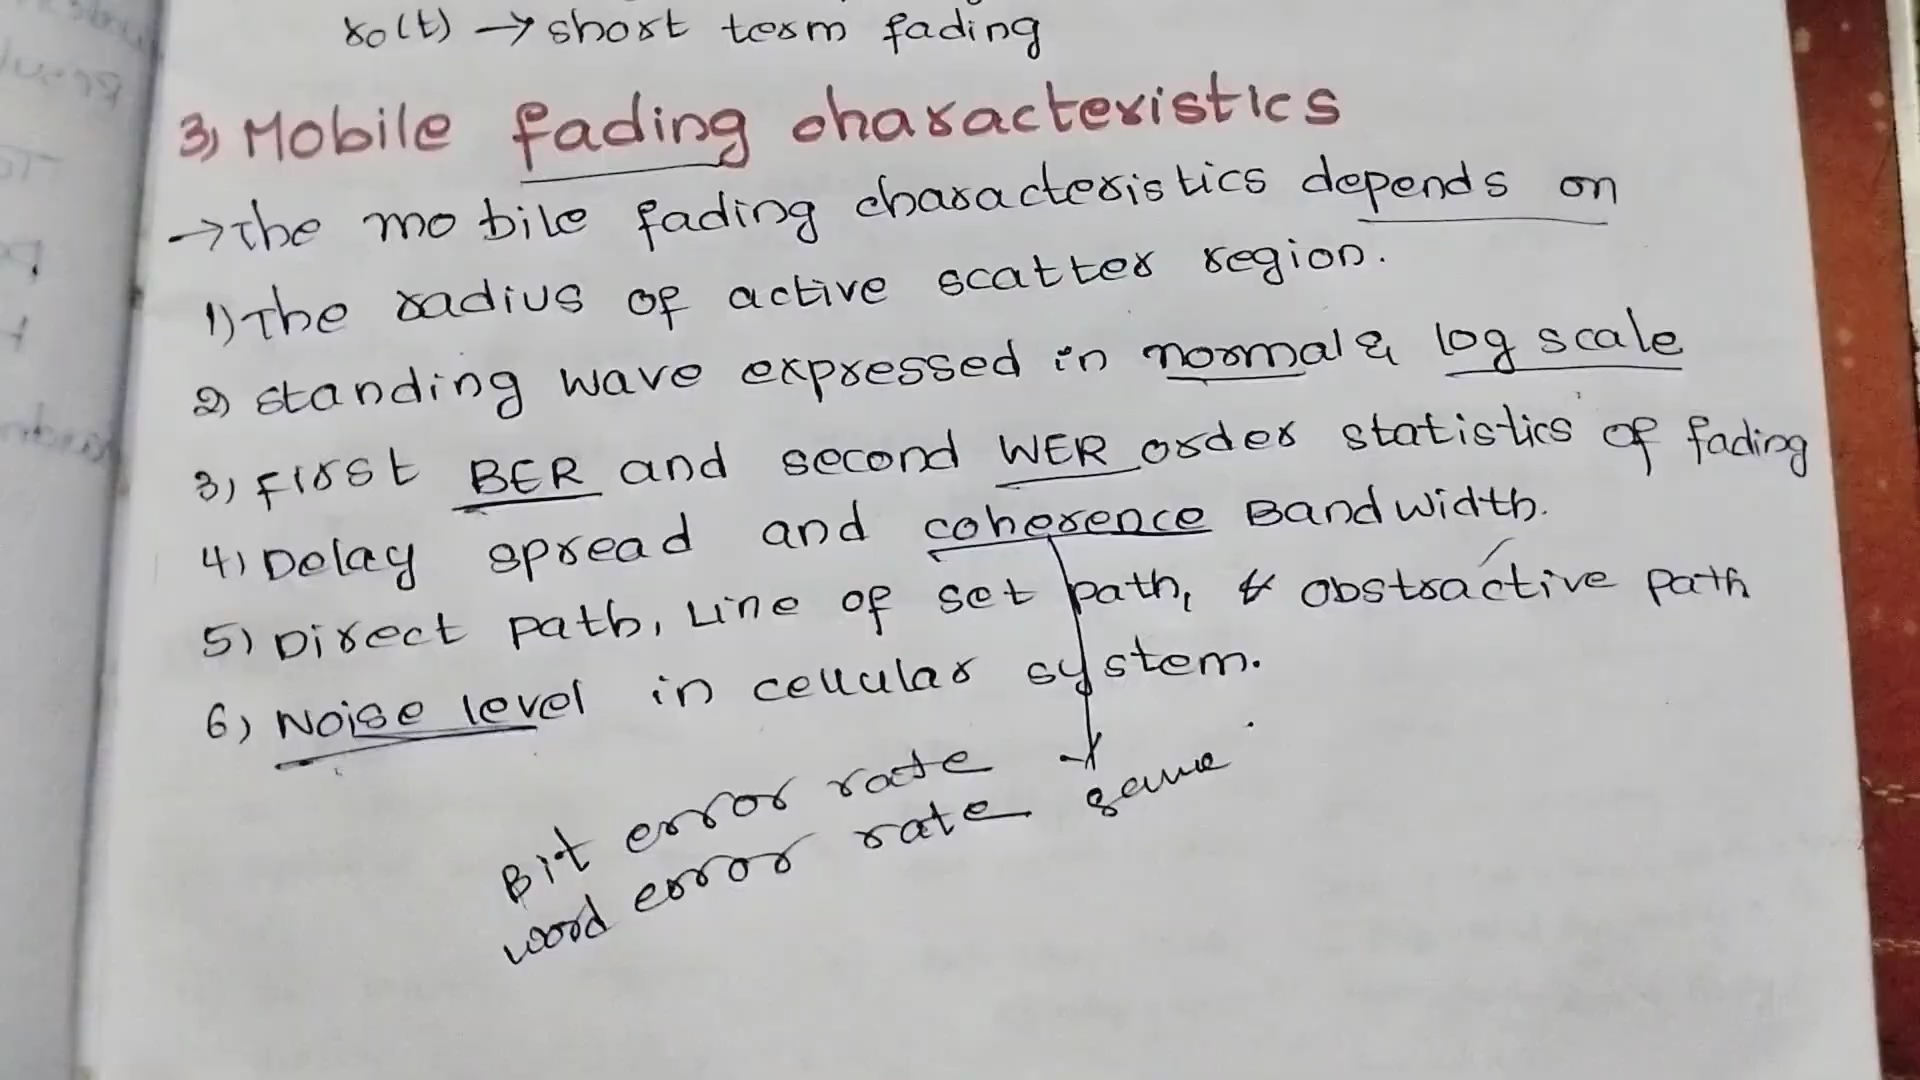 r₀(t) → short term fading
3) Mobile fading characteristics
→ The mobile fading characteristics depends on
1) The radius of active scatter region.
2) standing wave expressed in normal & log scale
3) First BER and second WER order statistics of fading
4) Delay spread and coherence Bandwidth.
5) Direct path, Line of set path, & obstractive path
6) Noise level in cellular system.
Bit error rate
word error rate same